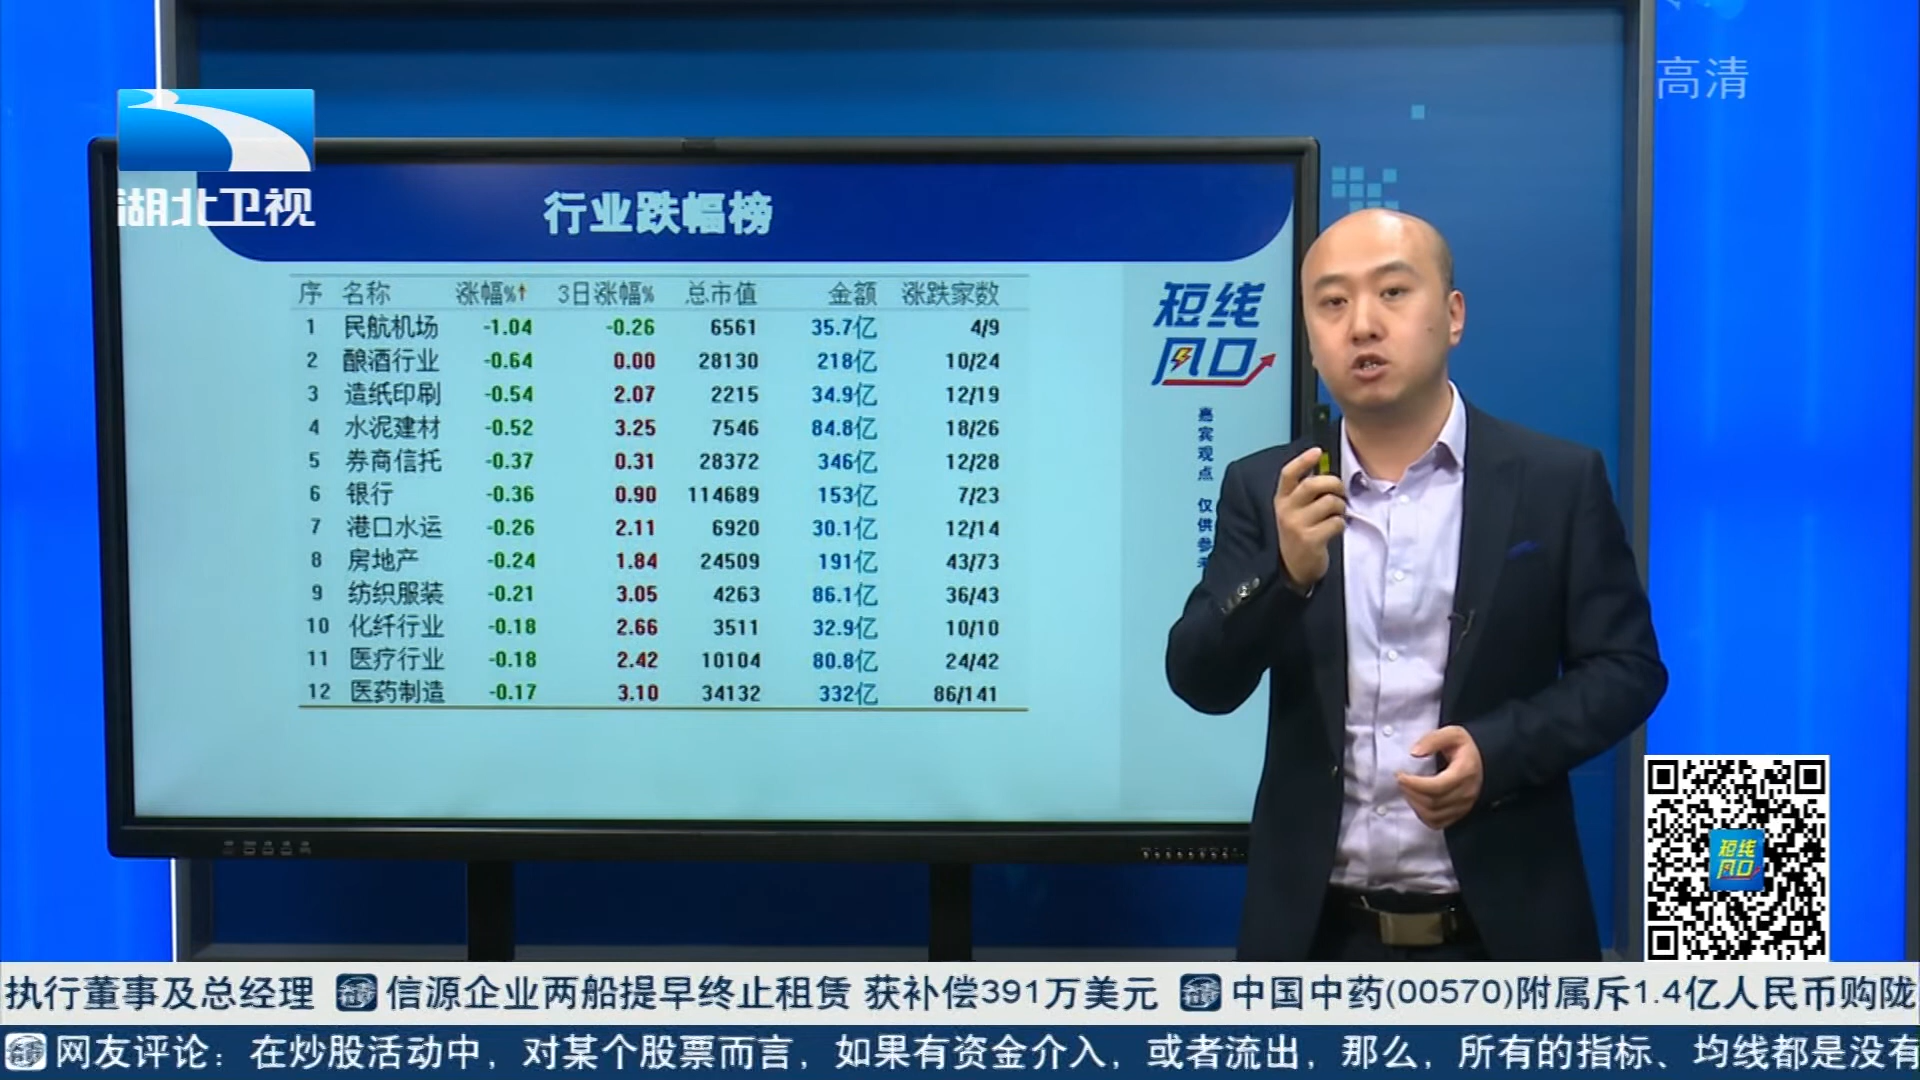 高清
湖北卫视
行业跌幅榜
序 名称 涨幅%↑ 3日涨幅% 总市值 金额 涨跌家数
1 民航机场 -1.04 -0.26 6561 35.7亿 4/9
2 酿酒行业 -0.64 0.00 28130 218亿 10/24
3 造纸印刷 -0.54 2.07 2215 34.9亿 12/19
4 水泥建材 -0.52 3.25 7546 84.8亿 18/26
5 券商信托 -0.37 0.31 28372 346亿 12/28
6 银行 -0.36 0.90 114689 153亿 7/23
7 港口水运 -0.26 2.11 6920 30.1亿 12/14
8 房地产 -0.24 1.84 24509 191亿 43/73
9 纺织服装 -0.21 3.05 4263 86.1亿 36/43
10 化纤行业 -0.18 2.66 3511 32.9亿 10/10
11 医疗行业 -0.18 2.42 10104 80.8亿 24/42
12 医药制造 -0.17 3.10 34132 332亿 86/141
短线
风口
嘉宾观点 仅供参考
短线
风口
执行董事及总经理 信源企业两船提早终止租赁 获补偿391万美元 中国中药(00570)附属斥1.4亿人民币购陇
网友评论：在炒股活动中，对某个股票而言，如果有资金介入，或者流出，那么，所有的指标、均线都是没有